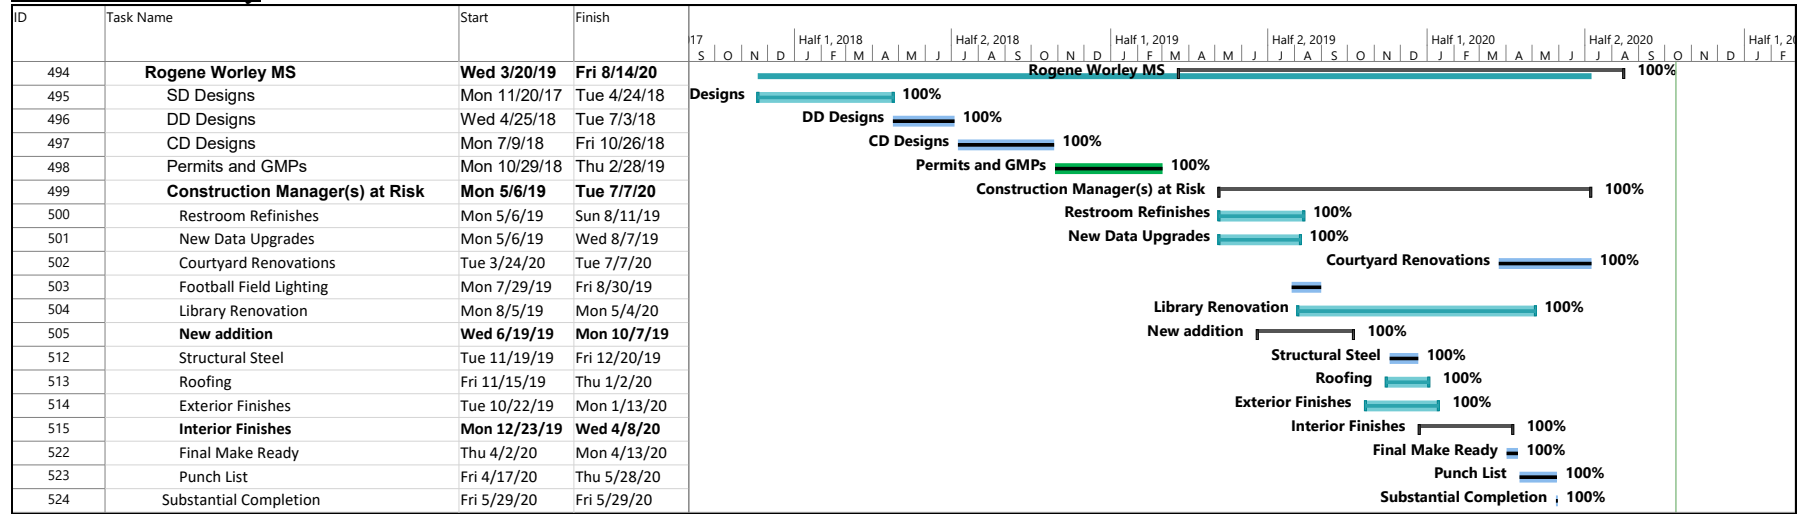 ID Task Name Start Finish
17 Half 1, 2018 Half 2, 2018 Half 1, 2019 Half 2, 2019 Half 1, 2020 Half 2, 2020 Half 1, 20
S O N D J F M A M J J A S O N D J F M A M J J A S O N D J F M A M J J A S O N D J F
494 Rogene Worley MS Wed 3/20/19 Fri 8/14/20 Rogene Worley MS 100%
495 SD Designs Mon 11/20/17 Tue 4/24/18 Designs 100%
496 DD Designs Wed 4/25/18 Tue 7/3/18 DD Designs 100%
497 CD Designs Mon 7/9/18 Fri 10/26/18 CD Designs 100%
498 Permits and GMPs Mon 10/29/18 Thu 2/28/19 Permits and GMPs 100%
499 Construction Manager(s) at Risk Mon 5/6/19 Tue 7/7/20 Construction Manager(s) at Risk 100%
500 Restroom Refinishes Mon 5/6/19 Sun 8/11/19 Restroom Refinishes 100%
501 New Data Upgrades Mon 5/6/19 Wed 8/7/19 New Data Upgrades 100%
502 Courtyard Renovations Tue 3/24/20 Tue 7/7/20 Courtyard Renovations 100%
503 Football Field Lighting Mon 7/29/19 Fri 8/30/19
504 Library Renovation Mon 8/5/19 Mon 5/4/20 Library Renovation 100%
505 New addition Wed 6/19/19 Mon 10/7/19 New addition 100%
512 Structural Steel Tue 11/19/19 Fri 12/20/19 Structural Steel 100%
513 Roofing Fri 11/15/19 Thu 1/2/20 Roofing 100%
514 Exterior Finishes Tue 10/22/19 Mon 1/13/20 Exterior Finishes 100%
515 Interior Finishes Mon 12/23/19 Wed 4/8/20 Interior Finishes 100%
522 Final Make Ready Thu 4/2/20 Mon 4/13/20 Final Make Ready 100%
523 Punch List Fri 4/17/20 Thu 5/28/20 Punch List 100%
524 Substantial Completion Fri 5/29/20 Fri 5/29/20 Substantial Completion 100%